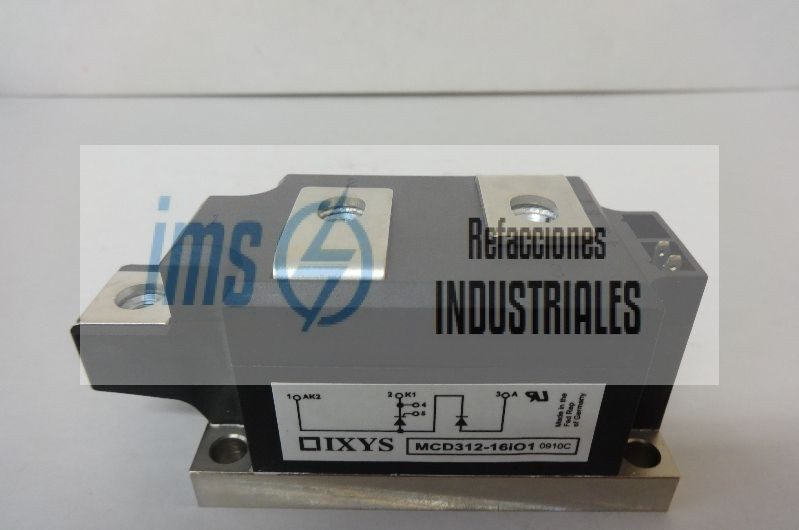 ims
Refacciones
INDUSTRIALES
1 AK2 2 K1 3 A
4
5
Made in the
Fed Rep
of Germany
IXYS MCD312-16iO1 0910C